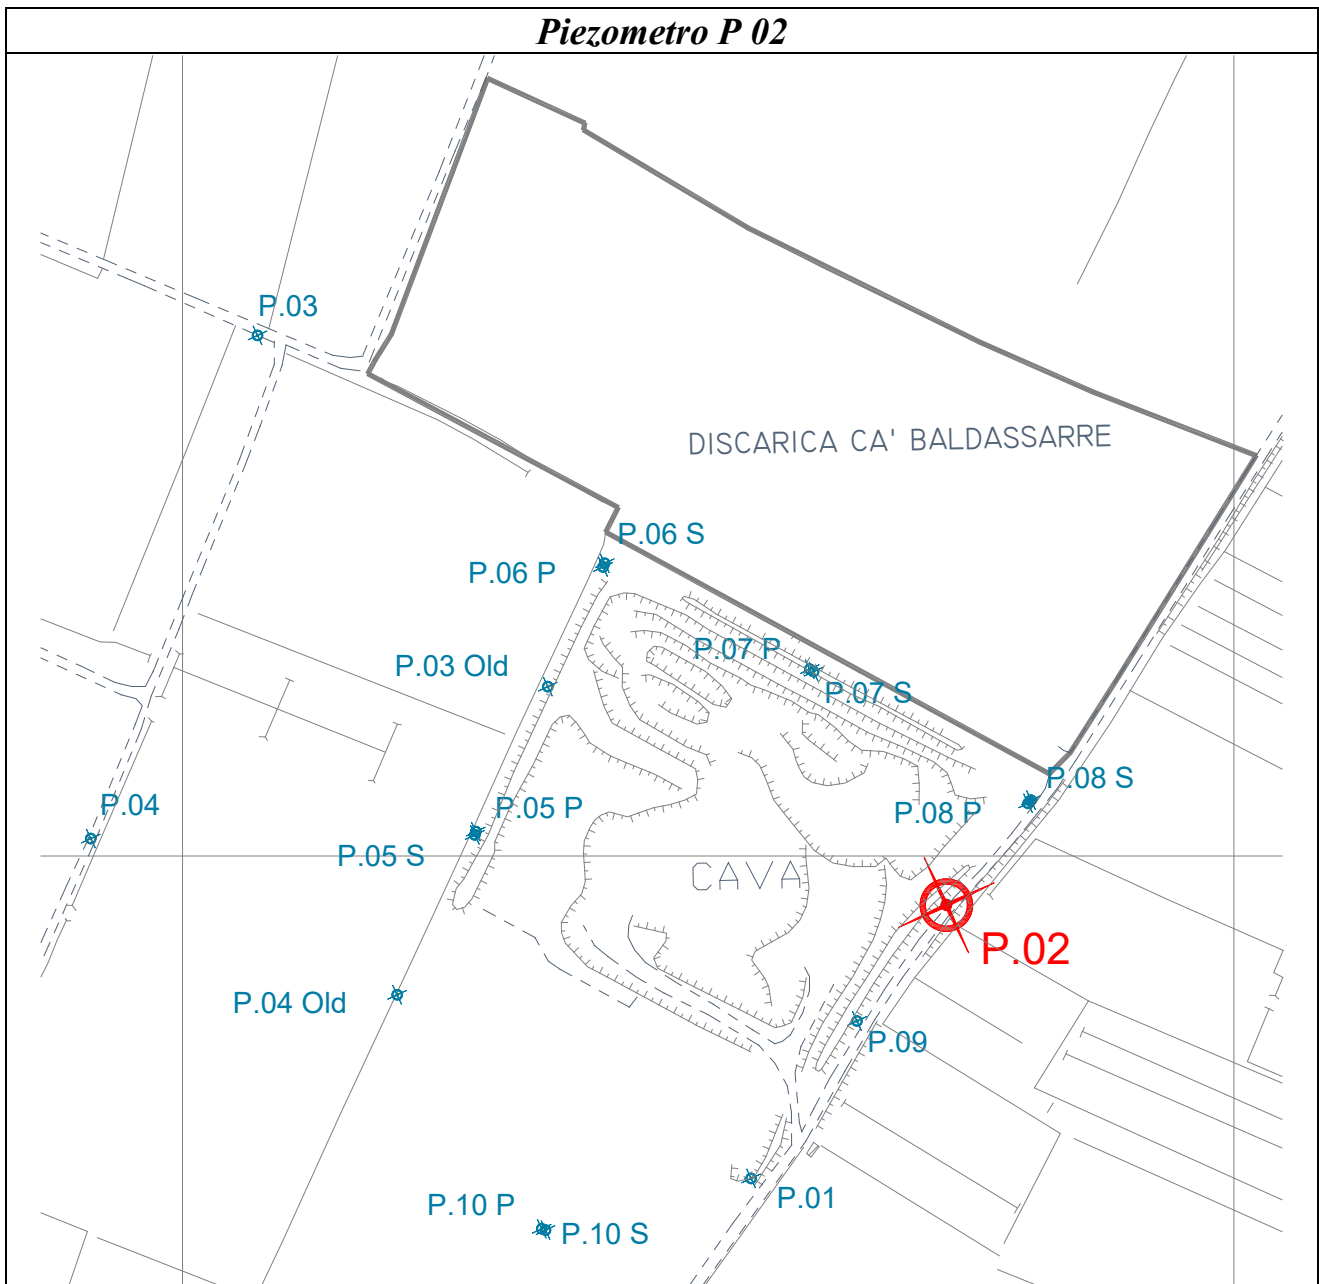 Piezometro P 02
P.03
DISCARICA CA' BALDASSARRE
P.06 S
P.06 P
P.07 P
P.03 Old
P.07 S
P.08 S
P.04
P.05 P
P.08 P
P.05 S
CAVA
P.02
P.04 Old
P.09
P.01
P.10 P
P.10 S